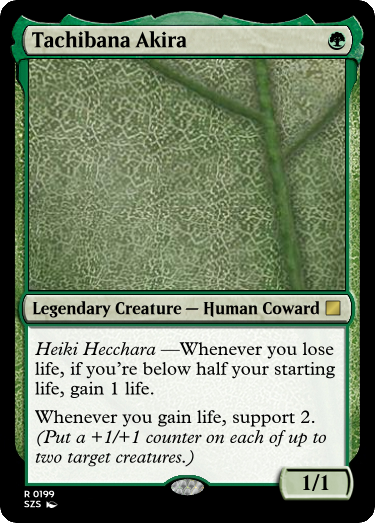 Tachibana Akira
Legendary Creature — Human Coward
Heiki Hecchara —Whenever you lose
life, if you're below half your starting
life, gain 1 life.
Whenever you gain life, support 2.
(Put a +1/+1 counter on each of up to
two target creatures.)
1/1
R 0199
SZS